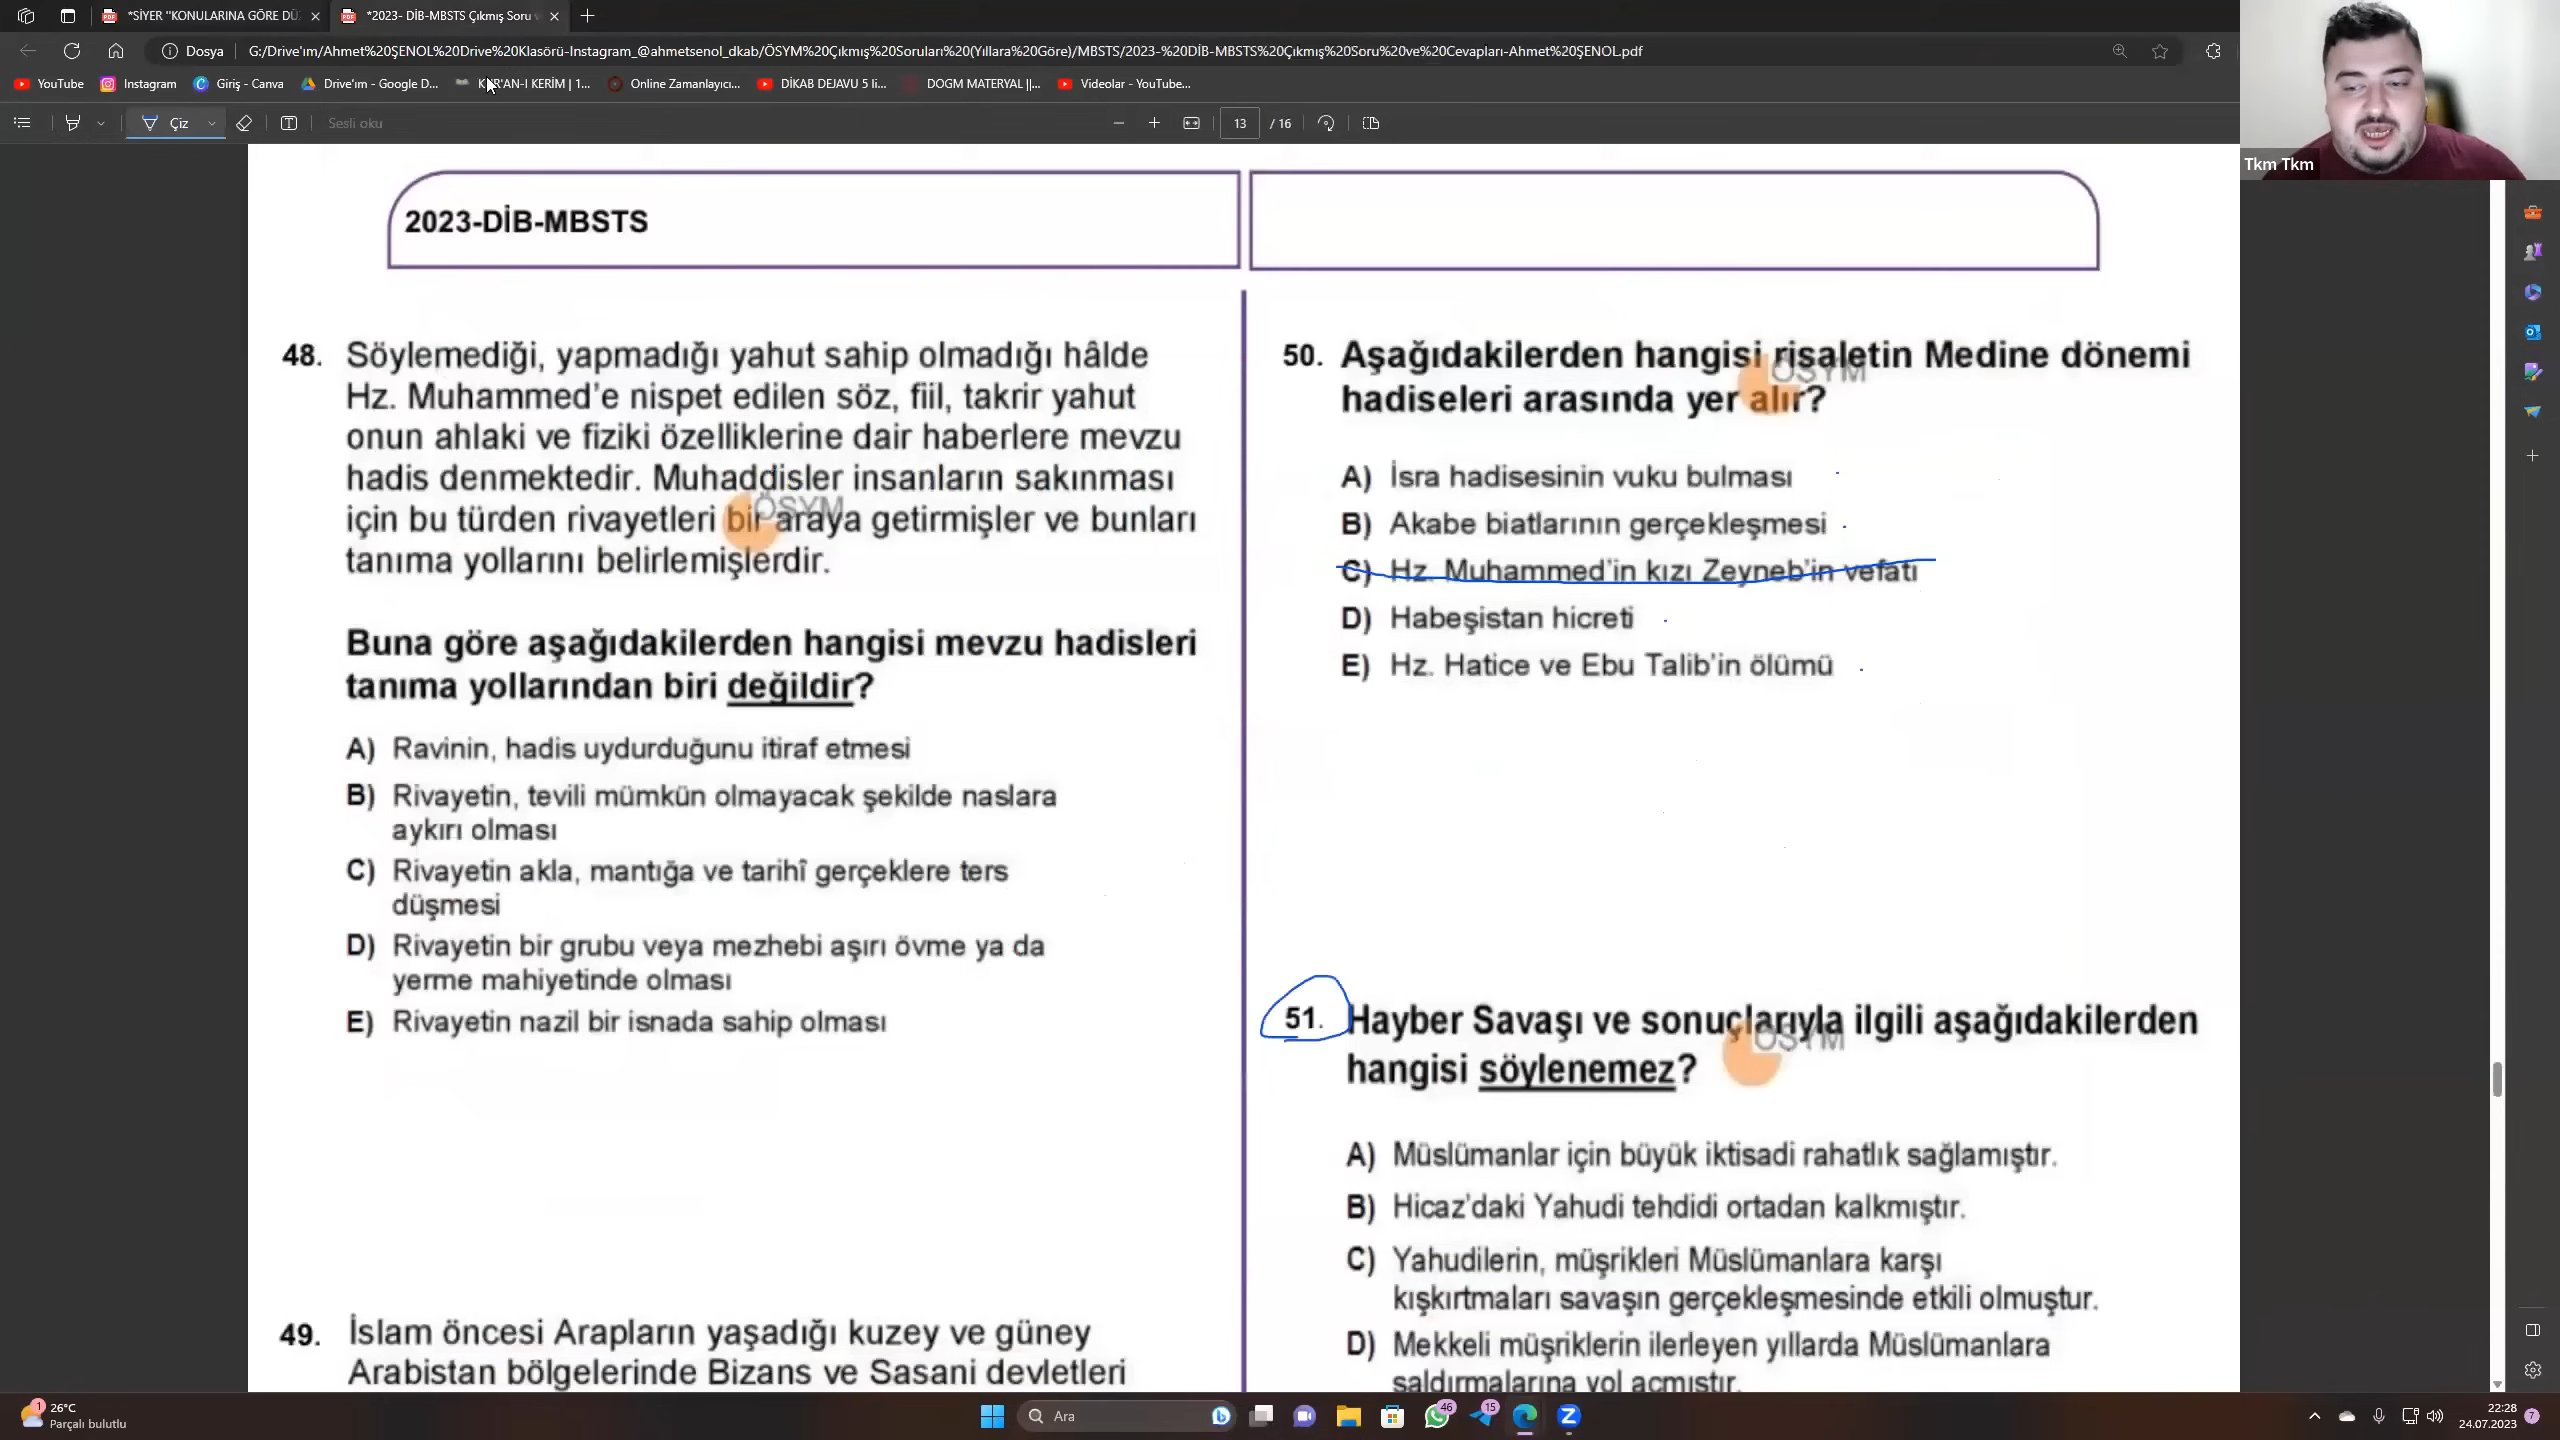 *SİYER "KONULARINA GÖRE DÜ
*2023- DİB-MBSTS Çıkmış Soru v
Dosya
G:/Drive'ım/Ahmet%20ŞENOL%20Drive%20Klasörü-Instagram_@ahmetsenol_dkab/ÖSYM%20Çıkmış%20Soruları%20(Yıllara%20Göre)/MBSTS/2023-%20DİB-MBSTS%20Çıkmış%20Soru%20ve%20Cevapları-Ahmet%20ŞENOL.pdf
YouTube
Instagram
Giriş - Canva
Drive'ım - Google D...
KUR'AN-I KERİM | 1...
Online Zamanlayıcı...
DİKAB DEJAVU 5 li...
DOGM MATERYAL ||...
Videolar - YouTube...
Çiz
Sesli oku
13 / 16
Tkm Tkm
2023-DİB-MBSTS
48. Söylemediği, yapmadığı yahut sahip olmadığı hâlde
Hz. Muhammed'e nispet edilen söz, fiil, takrir yahut
onun ahlaki ve fiziki özelliklerine dair haberlere mevzu
hadis denmektedir. Muhaddisler insanların sakınması
için bu türden rivayetleri bir araya getirmişler ve bunları
tanıma yollarını belirlemişlerdir.
ÖSYM
Buna göre aşağıdakilerden hangisi mevzu hadisleri
tanıma yollarından biri değildir?
A) Ravinin, hadis uydurduğunu itiraf etmesi
B) Rivayetin, tevili mümkün olmayacak şekilde naslara
aykırı olması
C) Rivayetin akla, mantığa ve tarihî gerçeklere ters
düşmesi
D) Rivayetin bir grubu veya mezhebi aşırı övme ya da
yerme mahiyetinde olması
E) Rivayetin nazil bir isnada sahip olması
49. İslam öncesi Arapların yaşadığı kuzey ve güney
Arabistan bölgelerinde Bizans ve Sasani devletleri
50. Aşağıdakilerden hangisi risaletin Medine dönemi
hadiseleri arasında yer alır?
ÖSYM
A) İsra hadisesinin vuku bulması
B) Akabe biatlarının gerçekleşmesi
C) Hz. Muhammed'in kızı Zeyneb'in vefatı
D) Habeşistan hicreti
E) Hz. Hatice ve Ebu Talib'in ölümü
51. Hayber Savaşı ve sonuçlarıyla ilgili aşağıdakilerden
hangisi söylenemez?
ÖSYM
A) Müslümanlar için büyük iktisadi rahatlık sağlamıştır.
B) Hicaz'daki Yahudi tehdidi ortadan kalkmıştır.
C) Yahudilerin, müşrikleri Müslümanlara karşı
kışkırtmaları savaşın gerçekleşmesinde etkili olmuştur.
D) Mekkeli müşriklerin ilerleyen yıllarda Müslümanlara
saldırmalarına yol açmıştır.
1
26°C
Parçalı bulutlu
Ara
46
15
22:28
24.07.2023
7